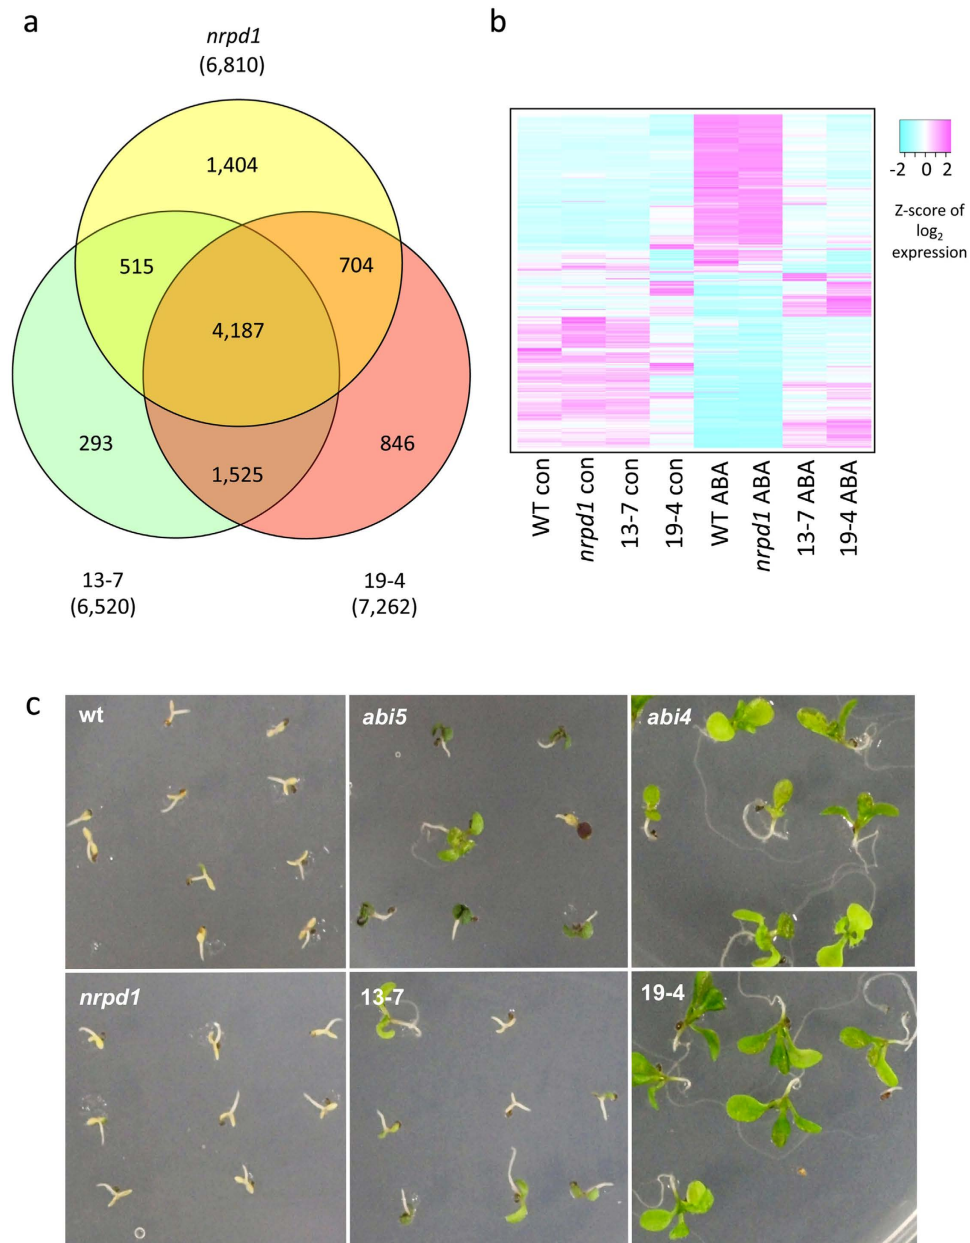 a
nrpd1
(6,810)
1,404
515
704
4,187
293
846
1,525
13-7
(6,520)
19-4
(7,262)
b
-2 0 2
Z-score of
log2
expression
WT con
nrpd1 con
13-7 con
19-4 con
WT ABA
nrpd1 ABA
13-7 ABA
19-4 ABA
c
wt
abi5
abi4
nrpd1
13-7
19-4